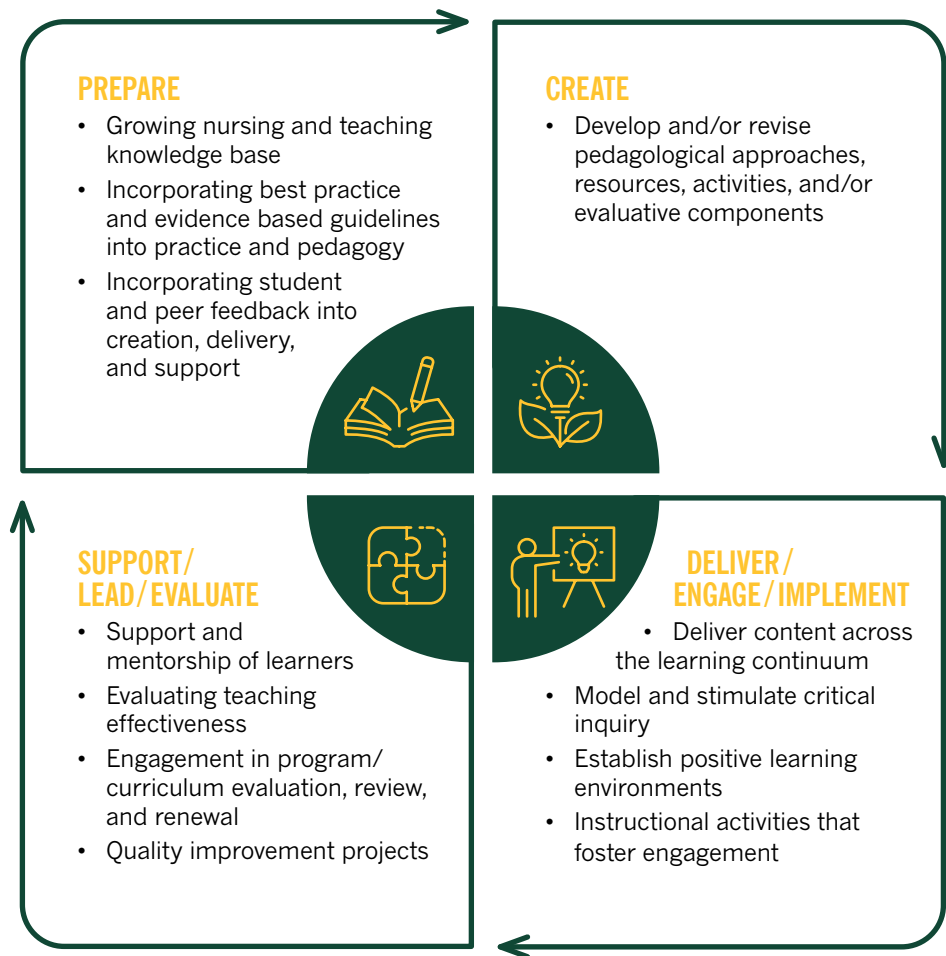 PREPARE
• Growing nursing and teaching
knowledge base
• Incorporating best practice
and evidence based guidelines
into practice and pedagogy
• Incorporating student
and peer feedback into
creation, delivery,
and support
CREATE
• Develop and/or revise
pedagological approaches,
resources, activities, and/or
evaluative components
SUPPORT/
LEAD/EVALUATE
• Support and
mentorship of learners
• Evaluating teaching
effectiveness
• Engagement in program/
curriculum evaluation, review,
and renewal
• Quality improvement projects
DELIVER/
ENGAGE/IMPLEMENT
• Deliver content across
the learning continuum
• Model and stimulate critical
inquiry
• Establish positive learning
environments
• Instructional activities that
foster engagement